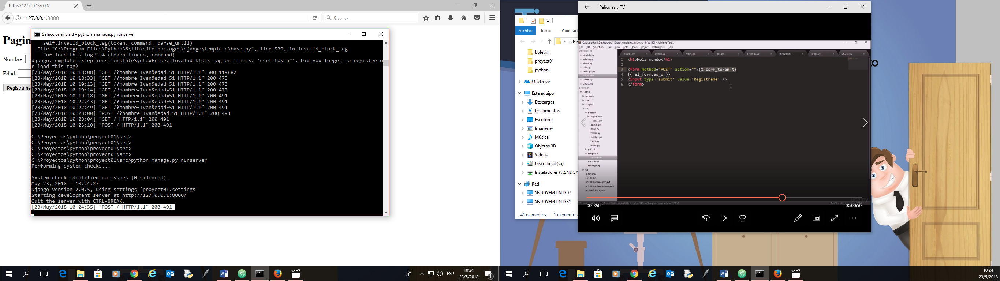 http://127.0.0.1:8000/
127.0.0.1:8000
Buscar
Pagin
Nombre:
Edad:
Registrame
Seleccionar cmd - python manage.py runserver
self.invalid_block_tag(token, command, parse_until)
File "C:\Program Files\Python36\lib\site-packages\django\template\base.py", line 539, in invalid_block_tag
"or load this tag?" % (token.lineno, command)
django.template.exceptions.TemplateSyntaxError: Invalid block tag on line 5: 'csrf_token"'. Did you forget to register o
r load this tag?
[23/May/2018 10:18:08] "GET /?nombre=Ivan&edad=51 HTTP/1.1" 500 119882
[23/May/2018 10:18:33] "GET /?nombre=Ivan&edad=51 HTTP/1.1" 200 473
[23/May/2018 10:19:13] "GET /?nombre=Ivan&edad=51 HTTP/1.1" 200 473
[23/May/2018 10:19:14] "GET /?nombre=Ivan&edad=51 HTTP/1.1" 200 473
[23/May/2018 10:19:18] "GET /?nombre=Ivan&edad=51 HTTP/1.1" 200 491
[23/May/2018 10:22:43] "GET /?nombre=Ivan&edad=51 HTTP/1.1" 200 491
[23/May/2018 10:22:49] "GET /?nombre=Ivan&edad=51 HTTP/1.1" 200 491
[23/May/2018 10:23:00] "POST /?nombre=Ivan&edad=51 HTTP/1.1" 200 491
[23/May/2018 10:23:04] "GET / HTTP/1.1" 200 491
[23/May/2018 10:23:10] "POST / HTTP/1.1" 200 491
C:\Proyectos\python\proyect01\src>
C:\Proyectos\python\proyect01\src>
C:\Proyectos\python\proyect01\src>
C:\Proyectos\python\proyect01\src>
C:\Proyectos\python\proyect01\src>python manage.py runserver
Performing system checks...
System check identified no issues (0 silenced).
May 23, 2018 - 10:24:27
Django version 2.0.5, using settings 'proyect01.settings'
Starting development server at http://127.0.0.1:8000/
Quit the server with CTRL-BREAK.
[23/May/2018 10:24:35] "POST / HTTP/1.1" 200 491
ESP
10:24
23/5/2018
1
Archivo
Inicio
Compart
1. Pr
boletin
proyect01
python
OneDrive
Este equipo
Descargas
Documentos
Escritorio
Imágenes
Música
Objetos 3D
Vídeos
Disco local (C:)
Instaladores (\\SNDGY
Red
SNDGYEMTINTE07
SNDGYEMTINTE31
41 elementos
1 elemento s
Películas y TV
C:\Users\karli\Desktop\pd110\src\templates\inicio.html (pd110) - Sublime Text 2
File Edit Selection Find View Goto Tools Project Preferences Help
OPEN FILES
models.py
admin.py
views.py
urls.py
settings.py
inicio.html
forms.py
CRUD.md
FOLDERS
pd110
Include
Lib
Scripts
src
boletin
migrations
__init__.py
admin.py
apps.py
forms.py
models.py
tests.py
views.py
pd110
templates
inicio.html
db.sqlite3
manage.py
td
.gitignore
CRUD.md
pd110.sublime-project
pd110.sublime-workspace
pip-selfcheck.json
models.py
admin.py
views.py
urls.py
settings.py
inicio.html
forms.py
CRUD.md
1 <h1>Hola mundo</h1>
2
3 <form method="POST" action="">{% csrf_token %}
4 {{ el_form.as_p }}
5 <input type='submit' value='Registrame' />
6 </form>
udemy
00:02:05
00:00:50
10
30
to
10:24
23/5/2018